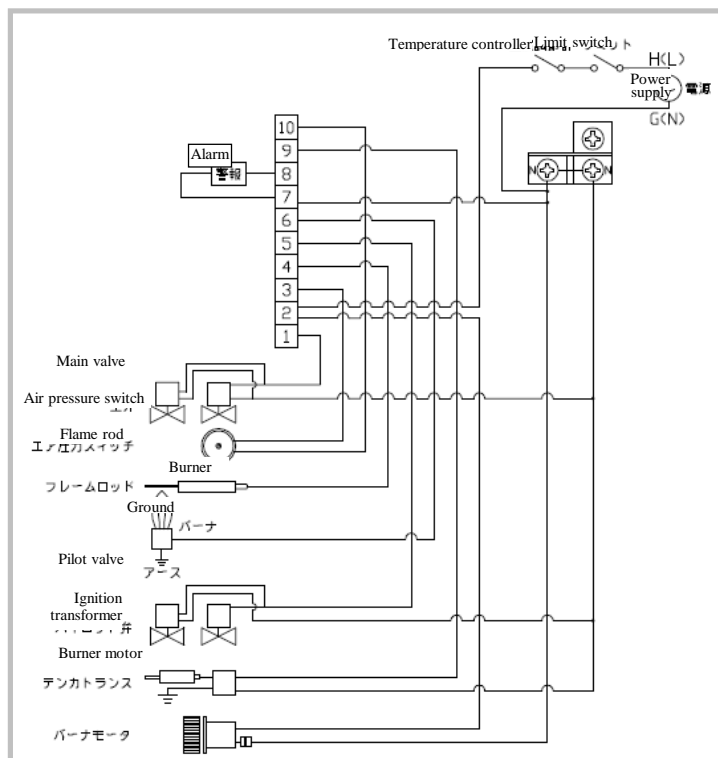 Temperature controller
Limit switch
H(L)
Power
supply
電源
G(N)
10
9
Alarm
警報
8
7
6
5
4
3
2
1
N
N
Main valve
Air pressure switch
Flame rod
エア圧力スイッチ
Burner
フレームロッド
Ground
バーナ
アース
Pilot valve
Ignition
transformer
Burner motor
テンカトランス
バーナモータ